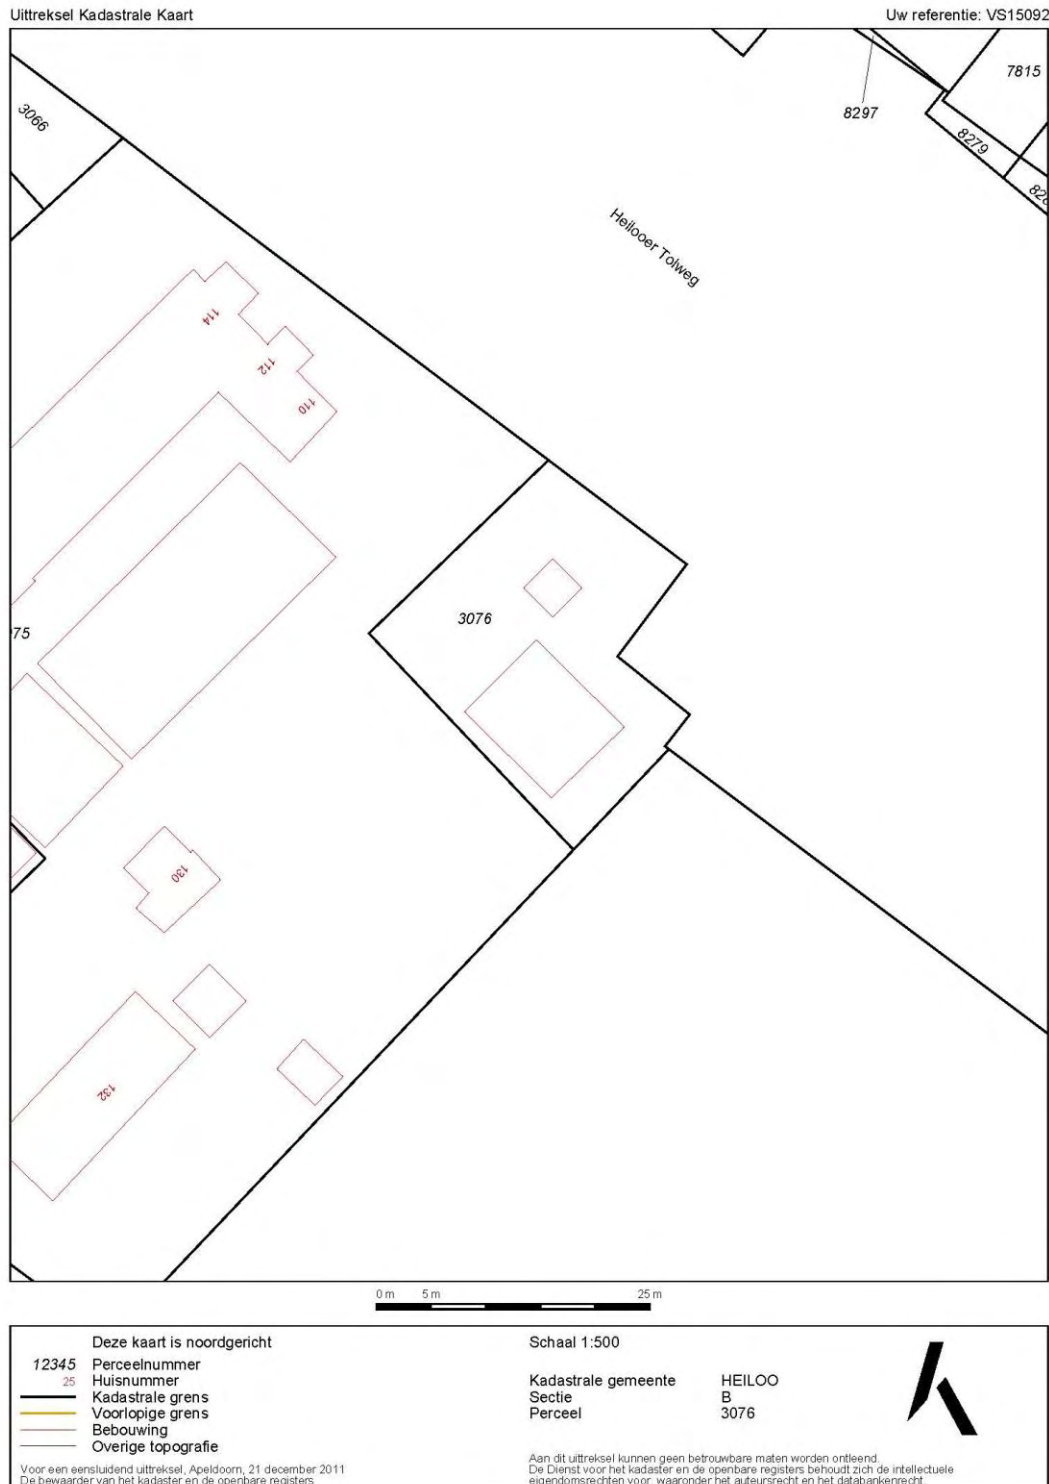 Uittreksel Kadastrale Kaart
Uw referentie: VS15092
7815
8297
3066
8279
Heilooer Tolweg
114
112
110
3076
75
130
132
0 m 5 m 25 m
Deze kaart is noordgericht
12345 Perceelnummer
25 Huisnummer
Kadastrale grens
Voorlopige grens
Bebouwing
Overige topografie
Voor een eensluidend uittreksel, Apeldoorn, 21 december 2011
De bewaarder van het kadaster en de openbare registers
Schaal 1:500
Kadastrale gemeente HEILOO
Sectie B
Perceel 3076
Aan dit uittreksel kunnen geen betrouwbare maten worden ontleend.
De Dienst voor het kadaster en de openbare registers behoudt zich de intellectuele
eigendomsrechten voor, waaronder het auteursrecht en het databankenrecht.